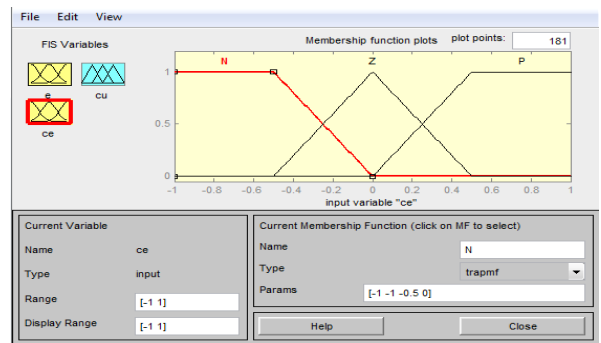 File Edit View
FIS Variables
Membership function plots plot points: 181
e
cu
ce
N Z P
1
0.5
0
-1 -0.8 -0.6 -0.4 -0.2 0 0.2 0.4 0.6 0.8 1
input variable "ce"
Current Variable
Name ce
Type input
Range [-1 1]
Display Range [-1 1]
Current Membership Function (click on MF to select)
Name N
Type trapmf
Params [-1 -1 -0.5 0]
Help Close